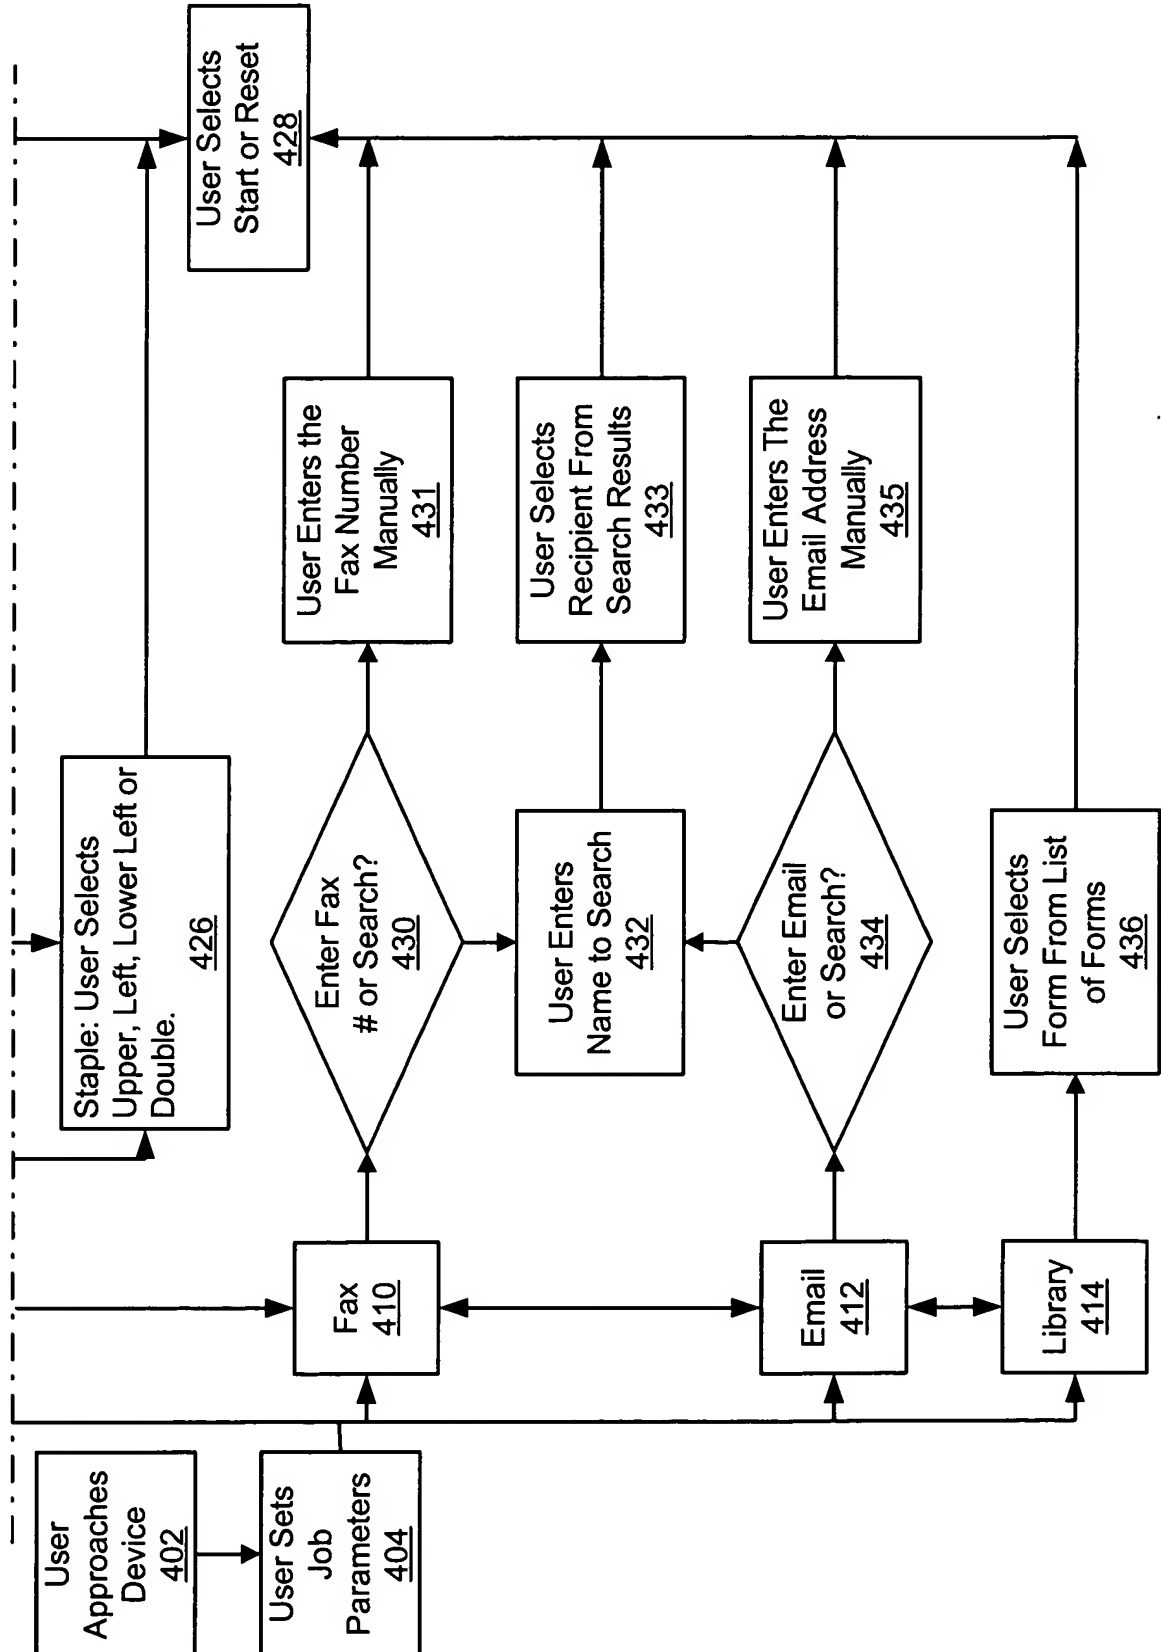 User
Approaches
Device
402
User Sets
Job
Parameters
404
Staple: User Selects
Upper, Left, Lower Left or
Double.
426
User Selects
Start or Reset
428
Fax
410
Enter Fax
# or Search?
430
User Enters the
Fax Number
Manually
431
User Enters
Name to Search
432
User Selects
Recipient From
Search Results
433
Email
412
Enter Email
or Search?
434
User Enters The
Email Address
Manually
435
Library
414
User Selects
Form From List
of Forms
436